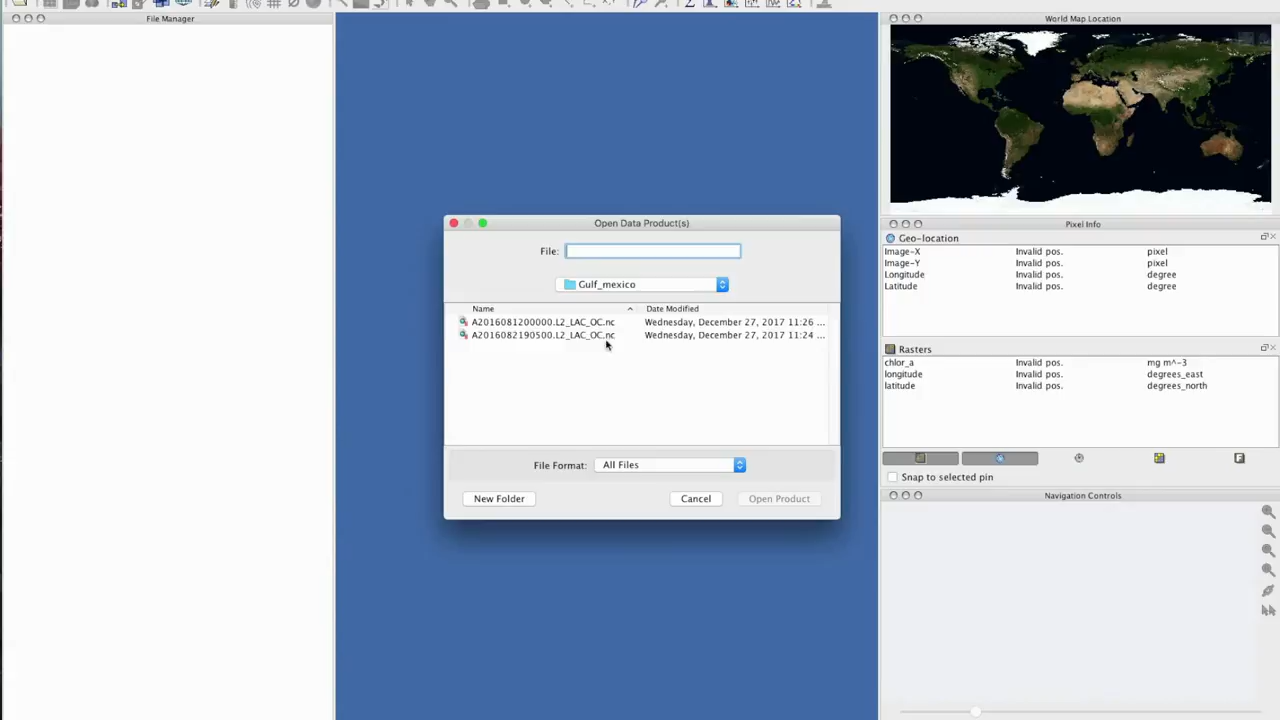 File Manager
World Map Location
Open Data Product(s)
File:
Gulf_mexico
Name
Date Modified
A2016081200000.L2_LAC_OC.nc
Wednesday, December 27, 2017 11:26 ...
A2016082190500.L2_LAC_OC.nc
Wednesday, December 27, 2017 11:24 ...
File Format:
All Files
New Folder
Cancel
Open Product
Pixel Info
Geo-location
Image-X Invalid pos. pixel
Image-Y Invalid pos. pixel
Longitude Invalid pos. degree
Latitude Invalid pos. degree
Rasters
chlor_a Invalid pos. mg m^-3
longitude Invalid pos. degrees_east
latitude Invalid pos. degrees_north
Snap to selected pin
Navigation Controls